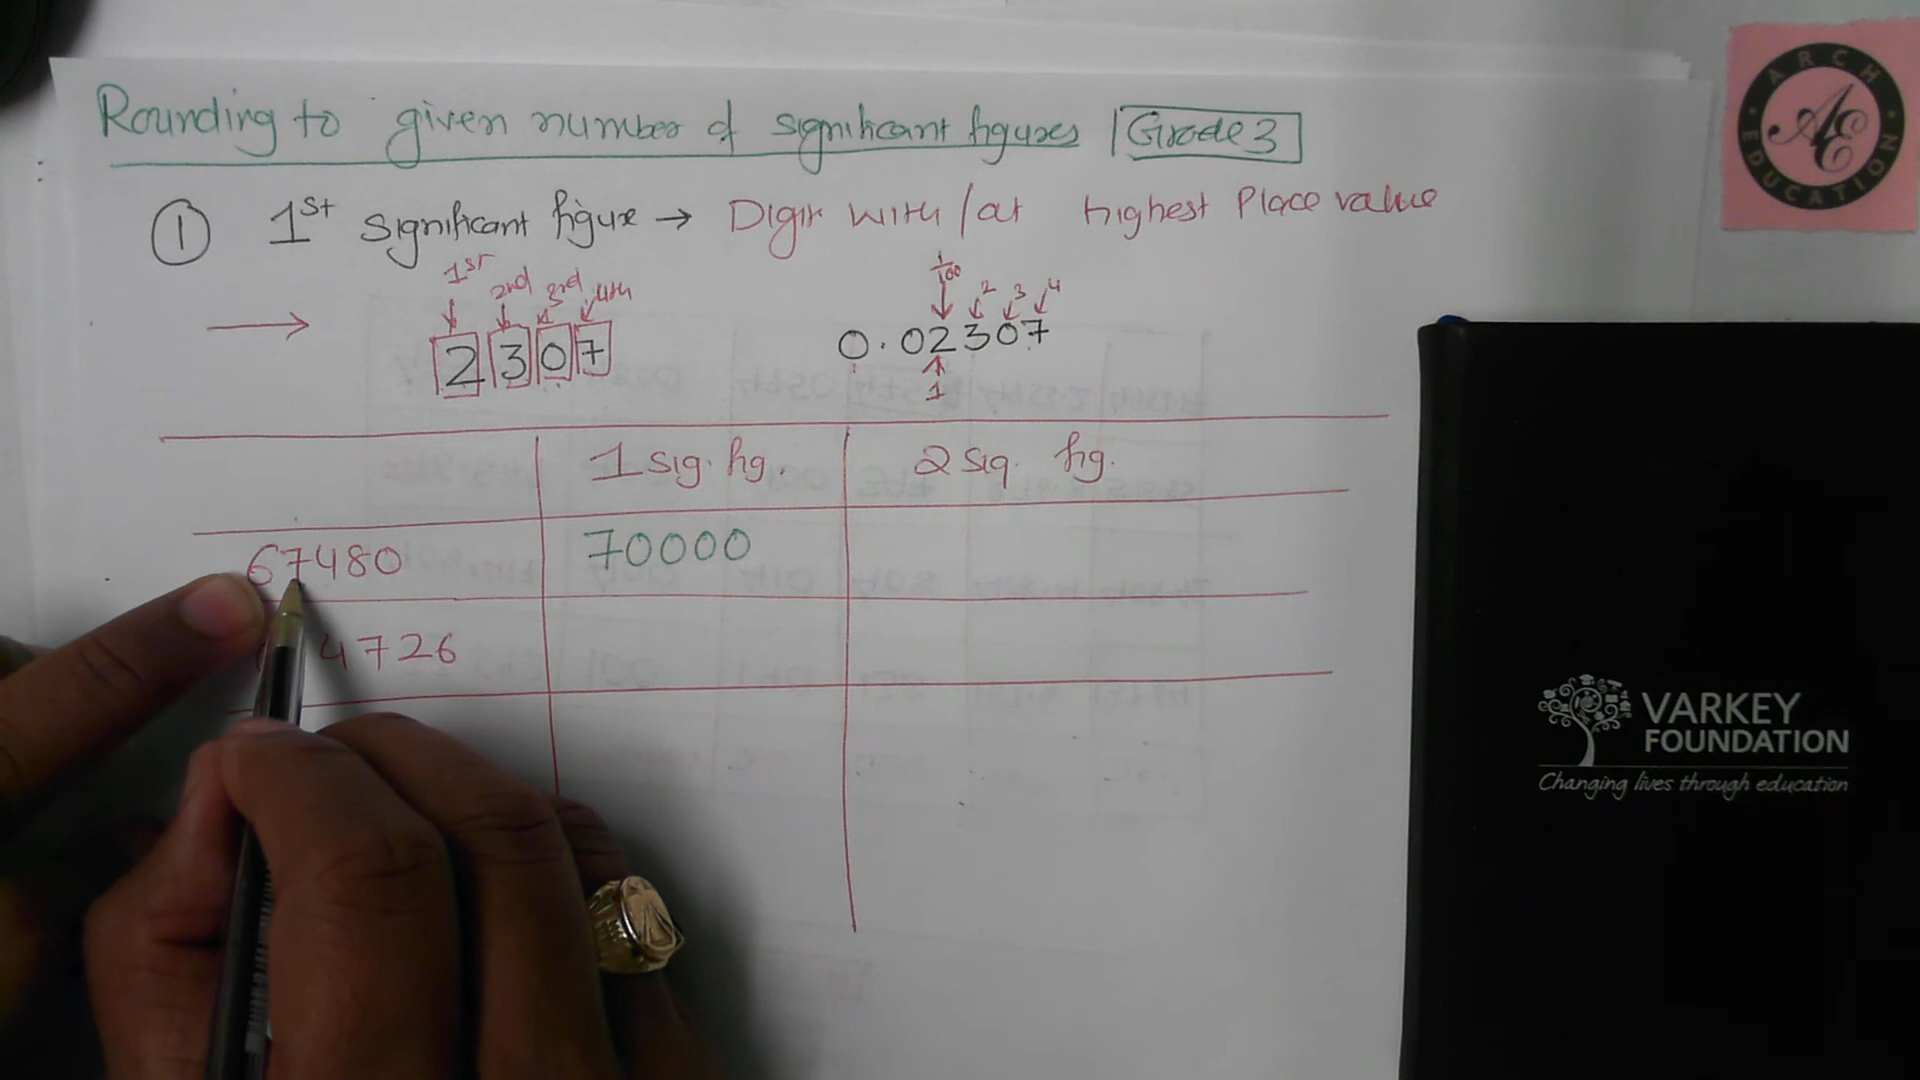 Rounding to given number of significant figures Grade 3
ARCH EDUCATION
AE
1 1st significant figure → Digit with/at highest Place value
1st 2nd 3rd 4th
1/100 2 3 4
→ 2 3 0 7
0.02307
1
1 sig. fig. 2 sig. fig.
67480 70000
4726
VARKEY
FOUNDATION
Changing lives through education